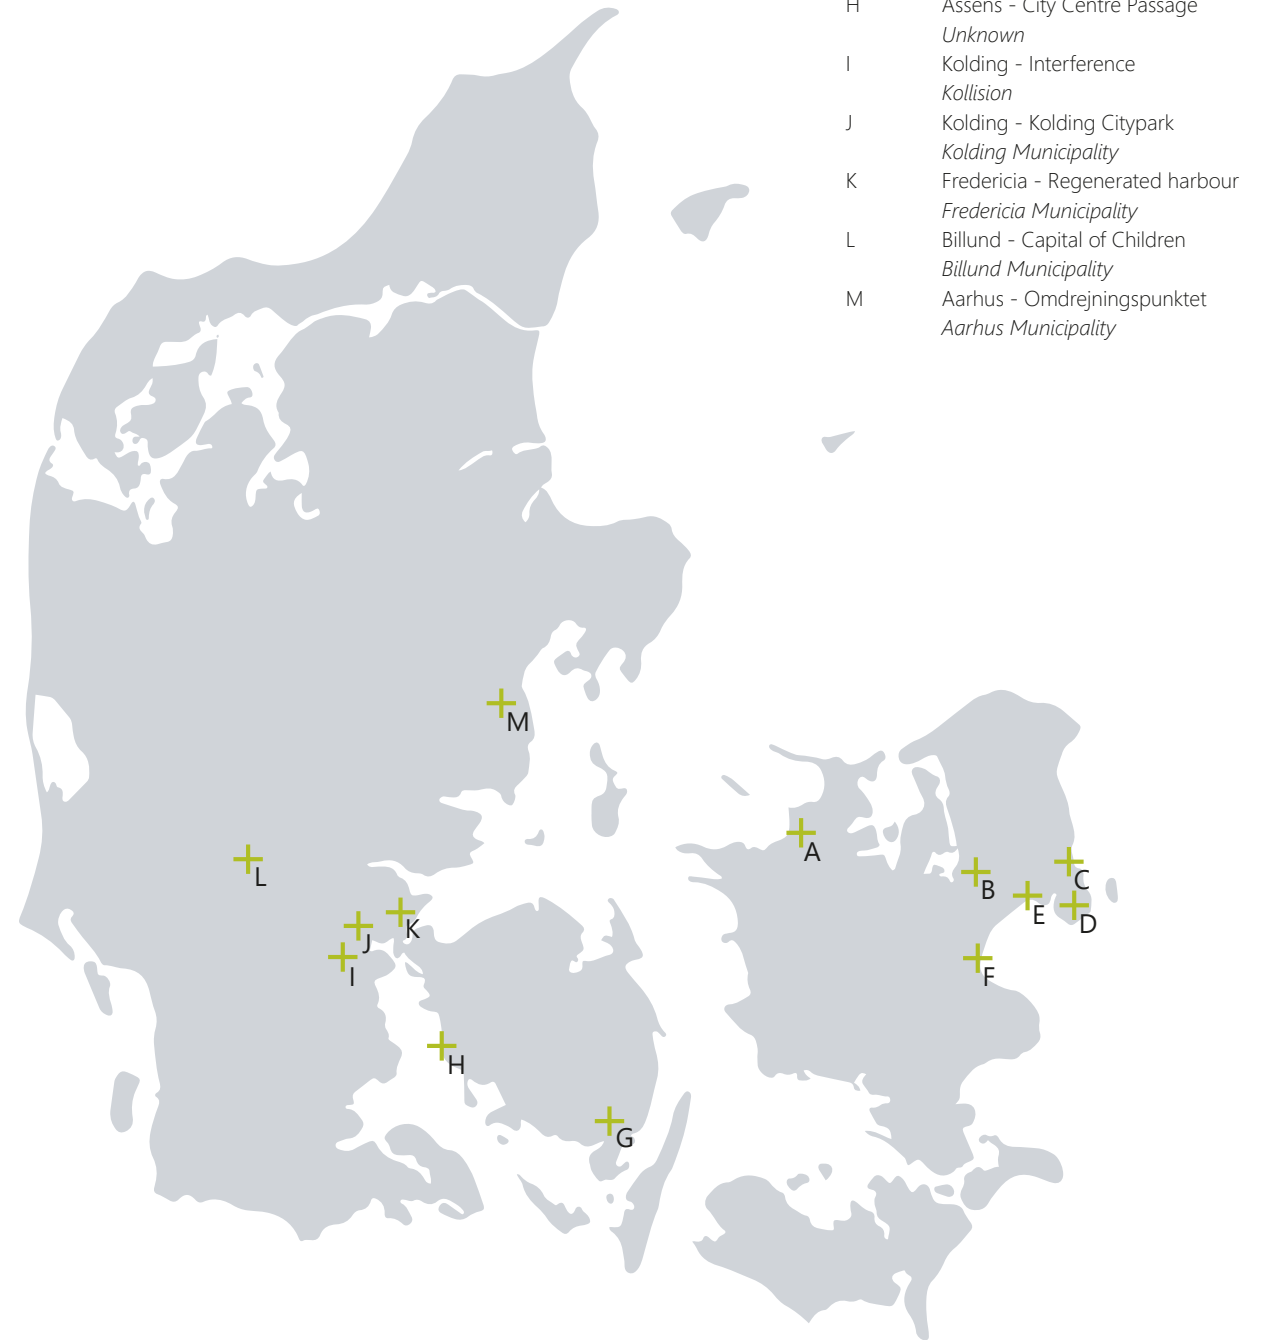 H Assens - City Centre Passage
Unknown
I Kolding - Interference
Kollision
J Kolding - Kolding Citypark
Kolding Municipality
K Fredericia - Regenerated harbour
Fredericia Municipality
L Billund - Capital of Children
Billund Municipality
M Aarhus - Omdrejningspunktet
Aarhus Municipality
M
A
L
B
C
E
D
K
J
I
F
H
G